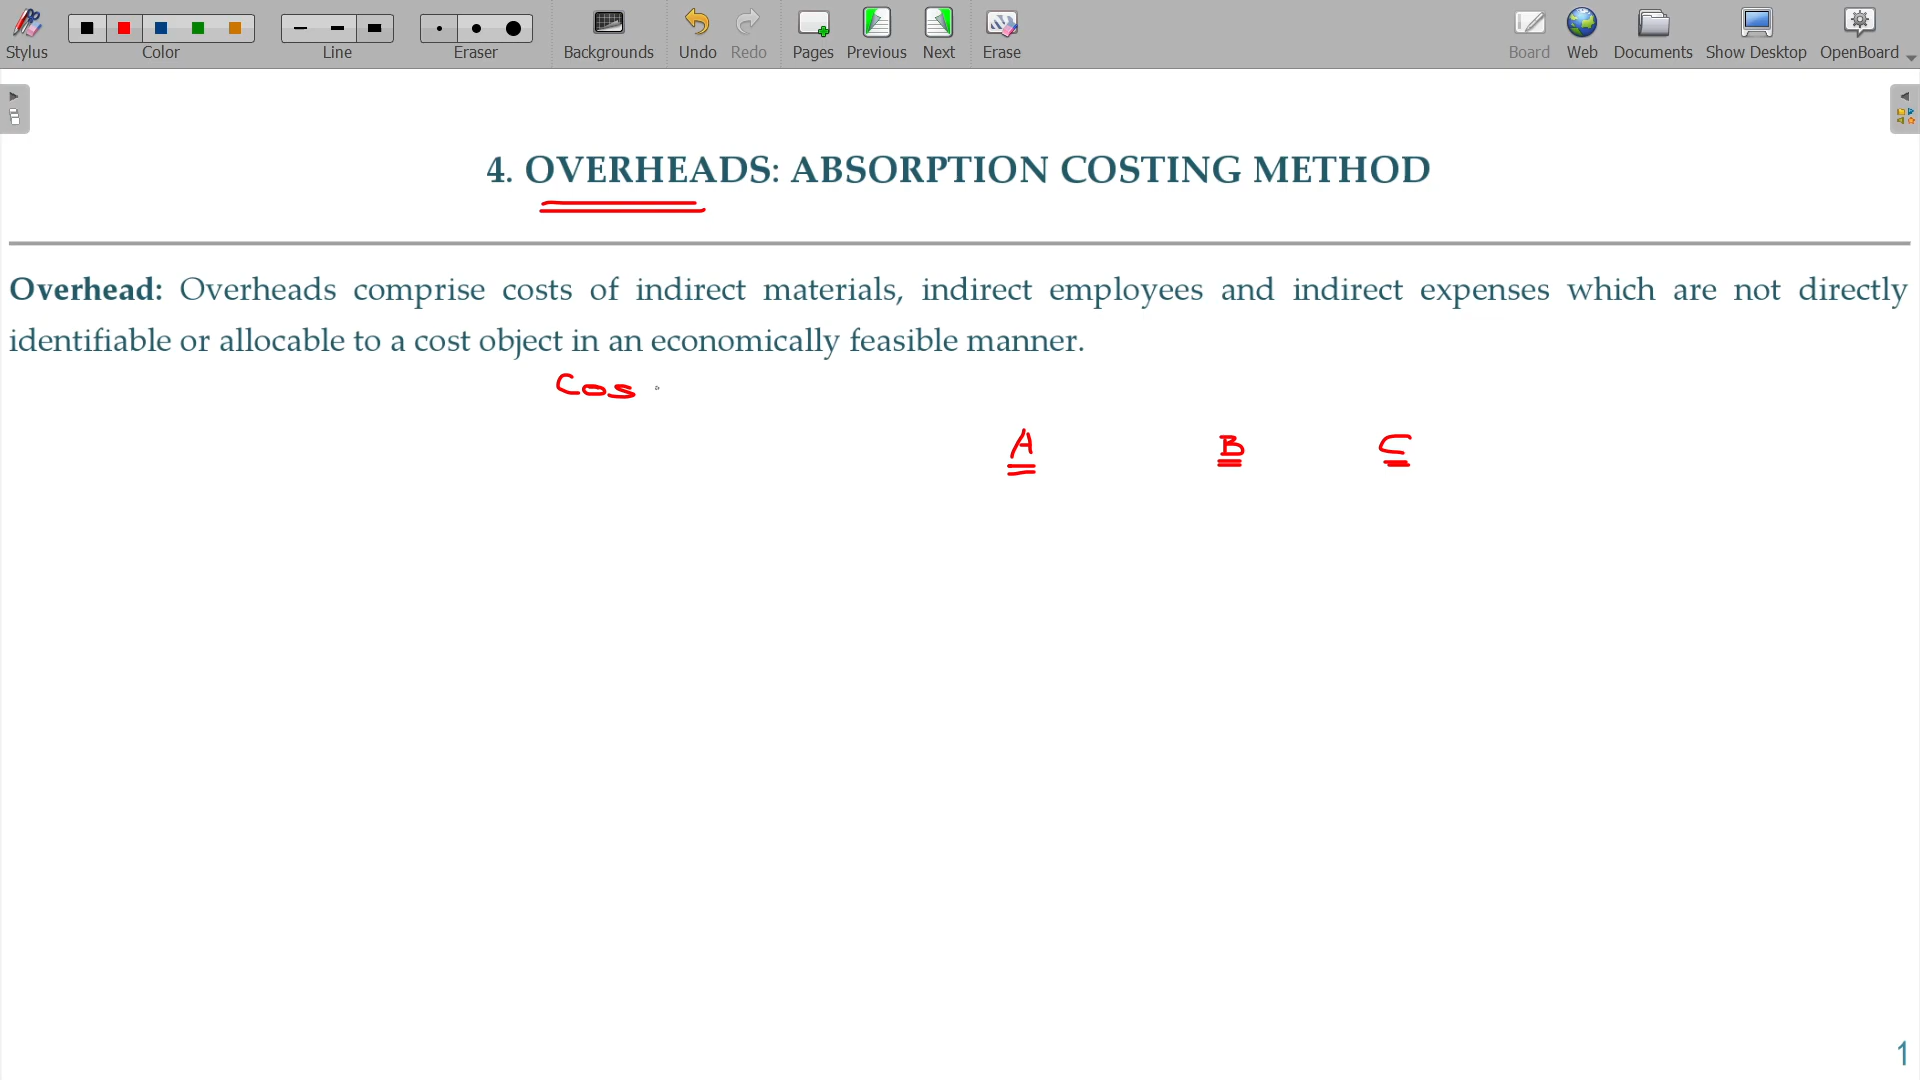 Stylus Color Line Eraser Backgrounds Undo Redo Pages Previous Next Erase Board Web Documents Show Desktop OpenBoard
4. OVERHEADS: ABSORPTION COSTING METHOD
Overhead: Overheads comprise costs of indirect materials, indirect employees and indirect expenses which are not directly
identifiable or allocable to a cost object in an economically feasible manner.
Cos
A B C
1